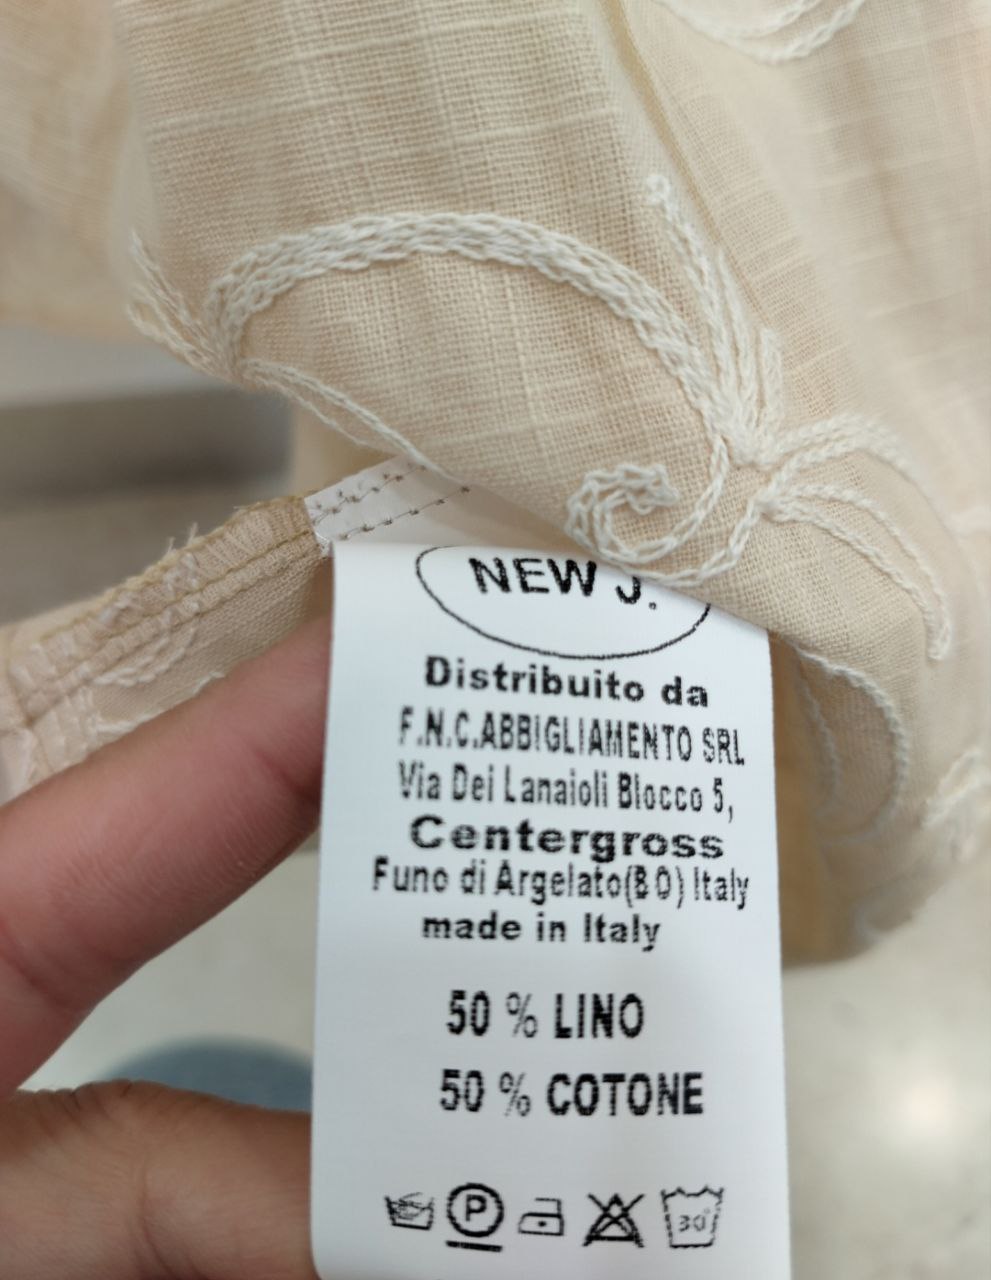 NEW J.
Distribuito da
F.N.C.ABBIGLIAMENTO SRL
Via Dei Lanaioli Blocco 5,
Centergross
Funo di Argelato(BO) Italy
made in Italy
50 % LINO
50 % COTONE
P
30°